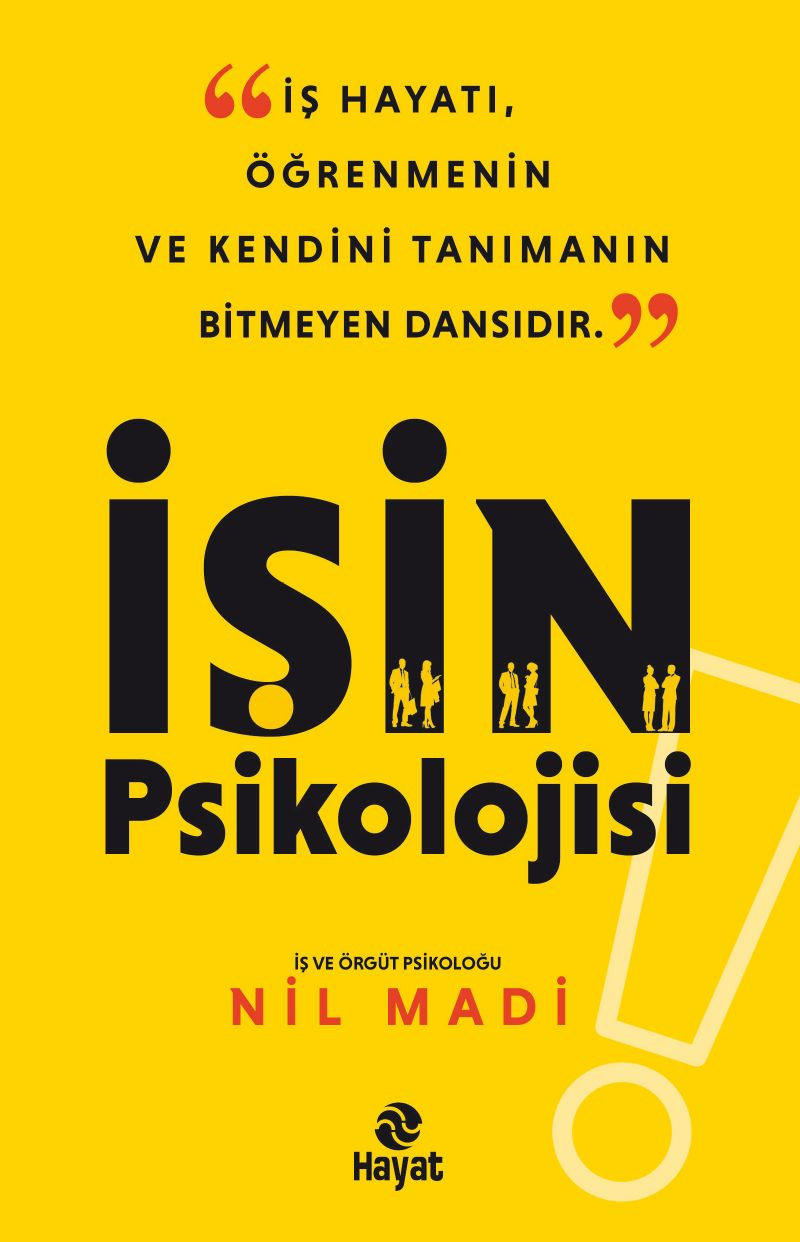 “İŞ HAYATI,
ÖĞRENMENİN
VE KENDİNİ TANIMANIN
BİTMEYEN DANSIDIR.”
İŞİN
Psikolojisi
İŞ VE ÖRGÜT PSİKOLOĞU
NİL MADİ
Hayat